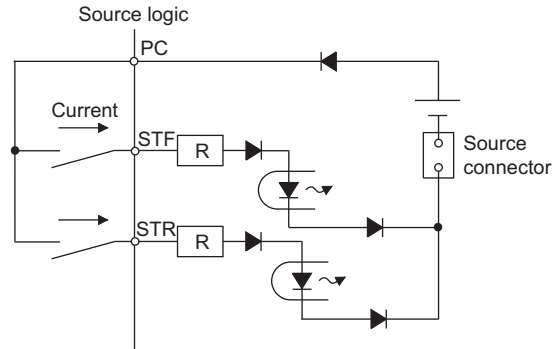 Source logic
PC
Current
STF
R
Source
connector
STR
R